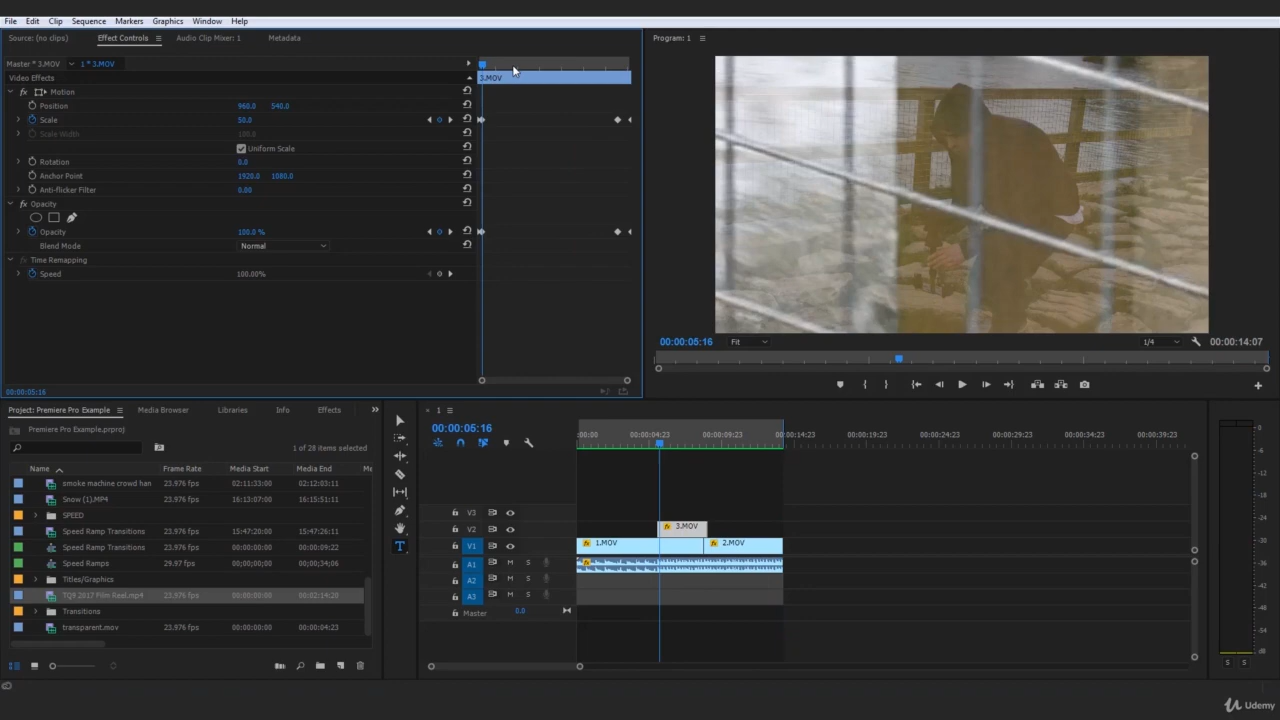 File Edit Clip Sequence Markers Graphics Window Help
Source: (no clips) Effect Controls Audio Clip Mixer: 1 Metadata
Program: 1
Master * 3.MOV 1 * 3.MOV
Video Effects 3.MOV
fx Motion
Position 960.0 540.0
Scale 50.0
Scale Width 100.0
Uniform Scale
Rotation 0.0
Anchor Point 1920.0 1080.0
Anti-flicker Filter 0.00
fx Opacity
Opacity 100.0 %
Blend Mode Normal
fx Time Remapping
Speed 100.00%
00:00:05:16
00:00:05:16 Fit 1/4 00:00:14:07
Project: Premiere Pro Example Media Browser Libraries Info Effects
Premiere Pro Example.prproj
1 of 28 items selected
Name Frame Rate Media Start Media End Me
smoke machine crowd han 23.976 fps 02:11:33:00 02:12:03:11
Snow (1).MP4 23.976 fps 16:13:07:00 16:15:51:11
SPEED
Speed Ramp Transitions 23.976 fps 15:47:20:00 15:47:26:11
Speed Ramp Transitions 23.976 fps 00:00:00:00 00:00:09:22
Speed Ramps 29.97 fps 00;00;00;00 00;00;34;06
Titles/Graphics
TQS 2017 Film Reel.mp4 23.976 fps 00:00:00:00 00:02:14:20
Transitions
transparent.mov 23.976 fps 00:00:00:00 00:00:04:23
1
00:00:05:16
:00:00 00:00:04:23 00:00:09:23 00:00:14:23 00:00:19:23 00:00:24:23 00:00:29:23 00:00:34:23 00:00:39:23
V3
V2 fx 3.MOV
V1 fx 1.MOV fx 2.MOV
A1 M S fx
A2 M S
A3 M S
Master 0.0
0
-6
-54
dB
S S
Udemy